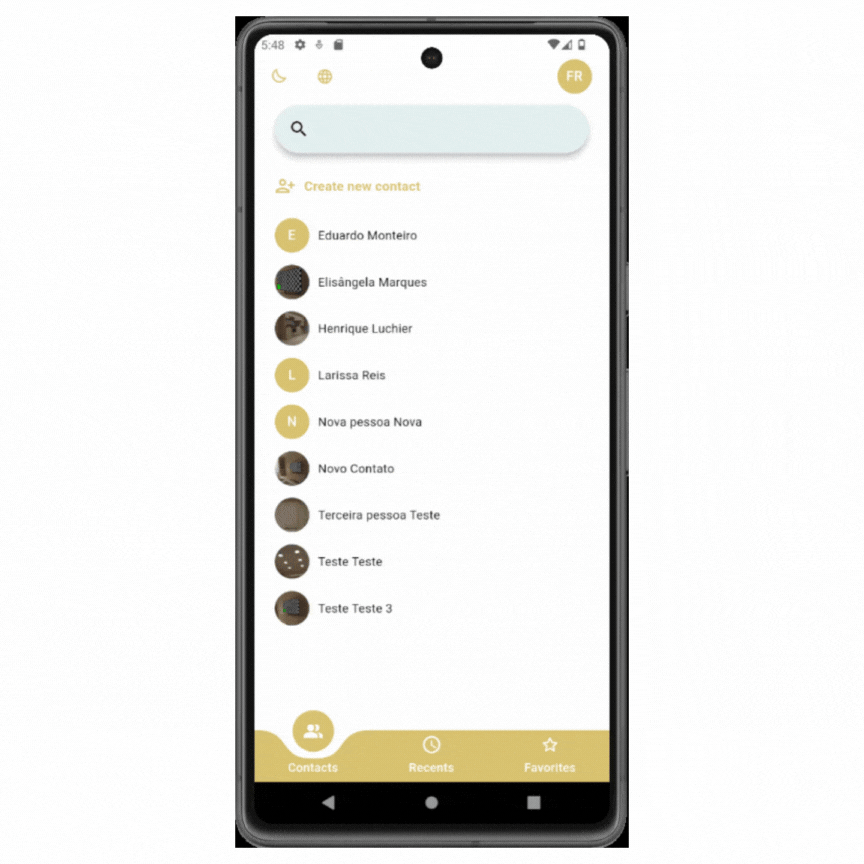 5:48
FR
Create new contact
E Eduardo Monteiro
Elisângela Marques
Henrique Luchier
L Larissa Reis
N Nova pessoa Nova
Novo Contato
Terceira pessoa Teste
Teste Teste
Teste Teste 3
Contacts Recents Favorites